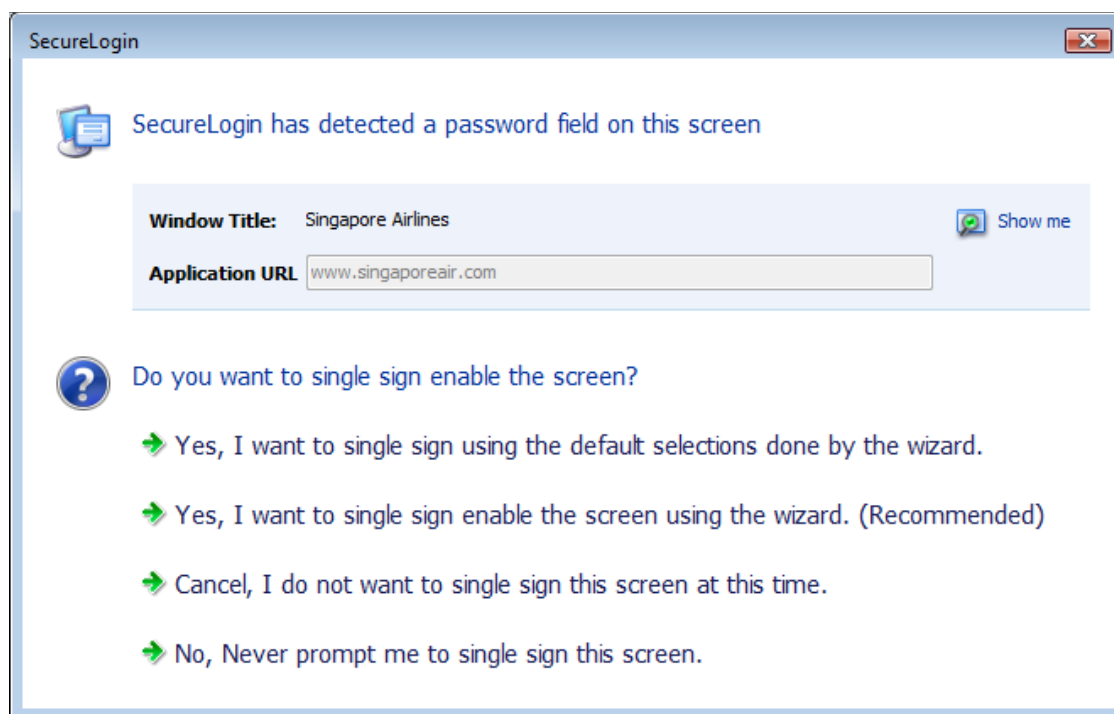 SecureLogin
SecureLogin has detected a password field on this screen
Window Title: Singapore Airlines Show me
Application URL www.singaporeair.com
Do you want to single sign enable the screen?
Yes, I want to single sign using the default selections done by the wizard.
Yes, I want to single sign enable the screen using the wizard. (Recommended)
Cancel, I do not want to single sign this screen at this time.
No, Never prompt me to single sign this screen.